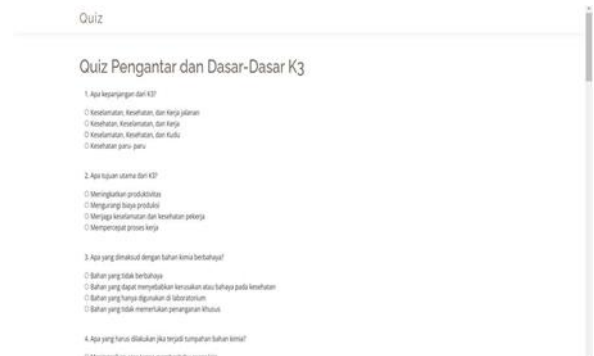 Quiz
Quiz Pengantar dan Dasar-Dasar K3
1. Apa kepanjangan dari K3?
Keselamatan, Kesehatan, dan Kerja jalanan
Kesehatan, Keselamatan, dan Kerja
Keselamatan, Kesehatan, dan Kudu
Kesehatan paru- paru
2. Apa tujuan utama dari K3?
Meningkatkan produktivitas
Mengurangi biaya produksi
Menjaga keselamatan dan kesehatan pekerja
Mempercepat proses kerja
3. Apa yang dimaksud dengan bahan kimia berbahaya?
Bahan yang tidak berbahaya
Bahan yang dapat menyebabkan kerusakan atau bahaya pada kesehatan
Bahan yang hanya digunakan di laboratorium
Bahan yang tidak memerlukan penanganan khusus
4. Apa yang harus dilakukan jika terjadi tumpahan bahan kimia?